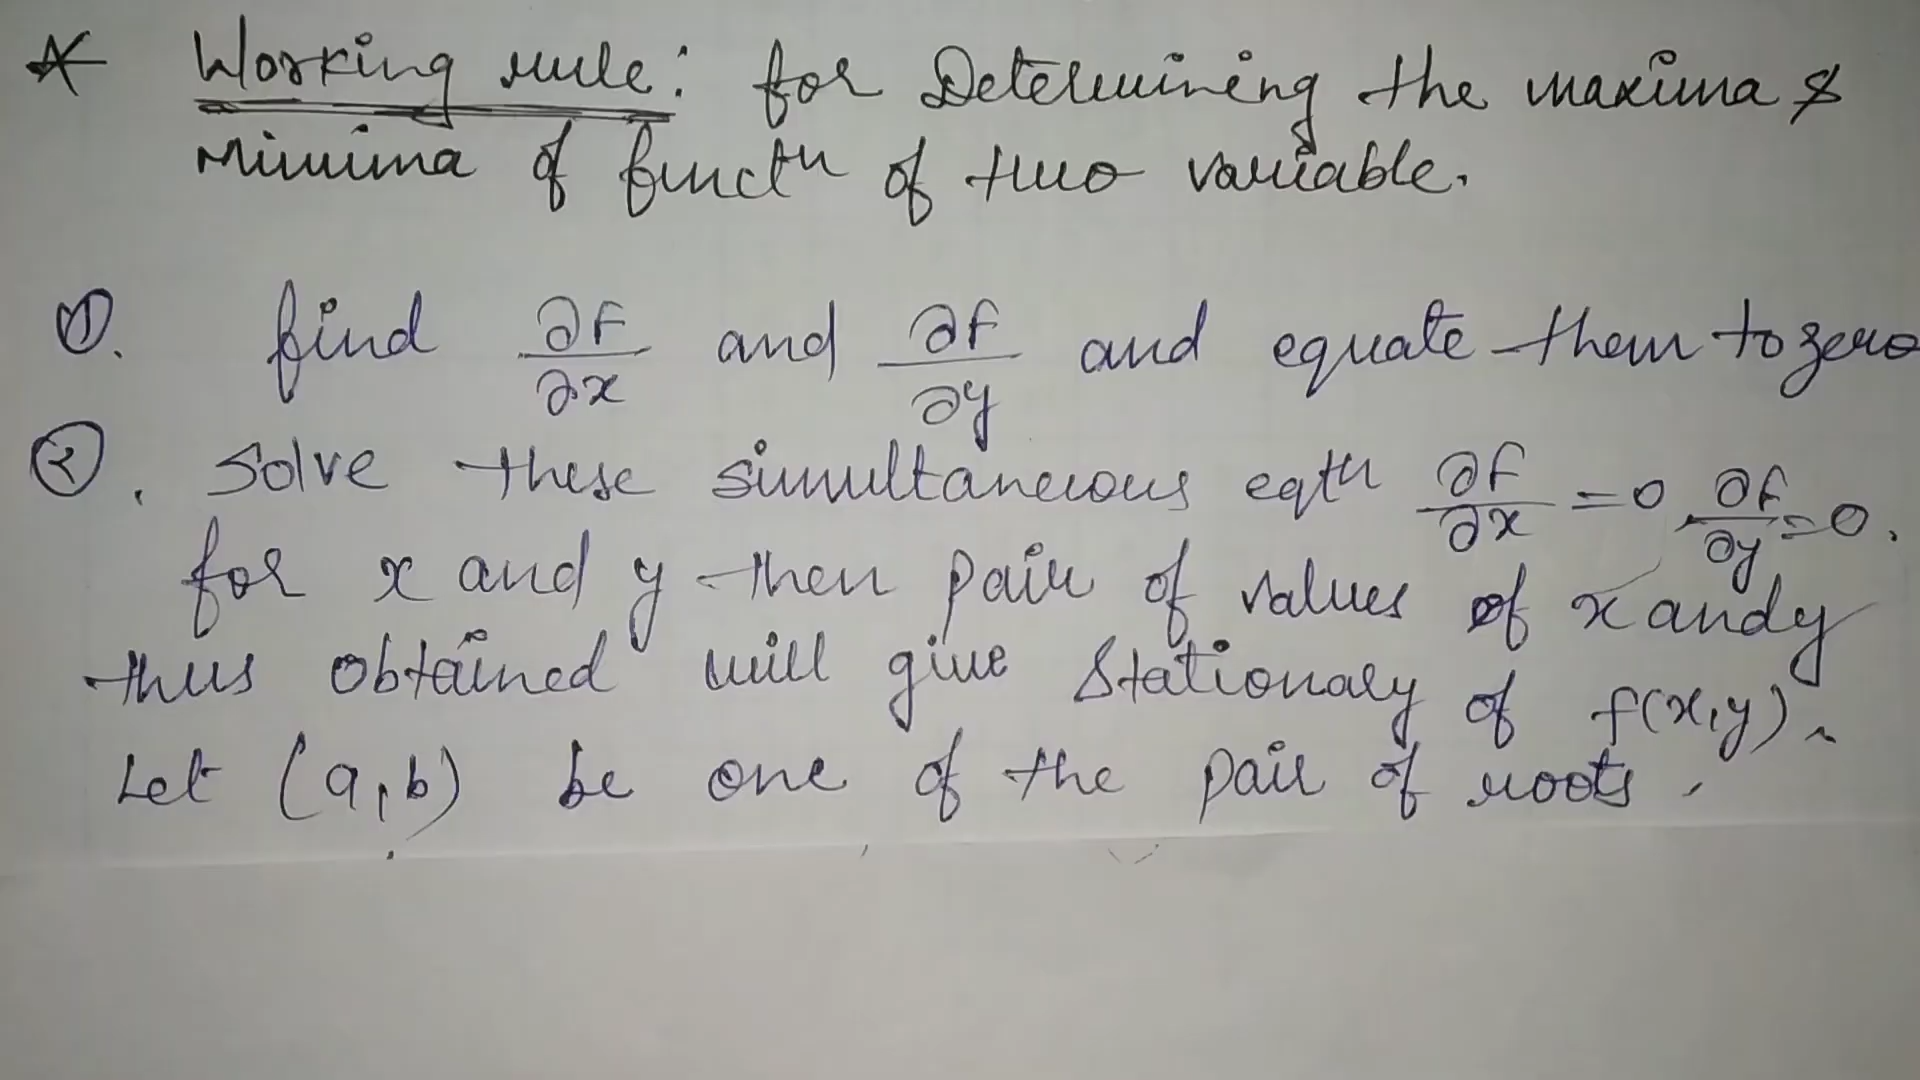 * Working rule: for Determining the maxima &
minima of functn of two variable.
①. find ∂f/∂x and ∂f/∂y and equate them to zero
②. Solve these simultaneous eqtn ∂f/∂x = 0, ∂f/∂y = 0.
for x and y then pair of values of x and y
thus obtained will give Stationary of f(x,y).
Let (a,b) be one of the pair of roots.